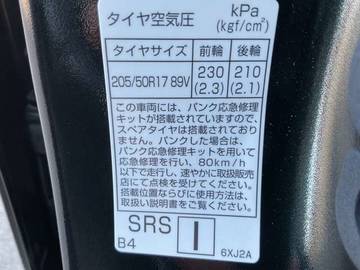 タイヤ空気圧 kPa
(kgf/cm²)
タイヤサイズ 前輪 後輪
205/50R17 89V 230 210
(2.3) (2.1)
この車両には、パンク応急修理
キットが搭載されていますので、
スペアタイヤは搭載されており
ません。パンクした場合は、
パンク応急修理キットを用いて
応急修理を行い、80km/h
以下で走行し、速やかに販売店
にて点検を受けてください。
搭載位置ならびに使用方法は、
取扱い説明書をご覧ください。
SRS I
B4 6XJ2A